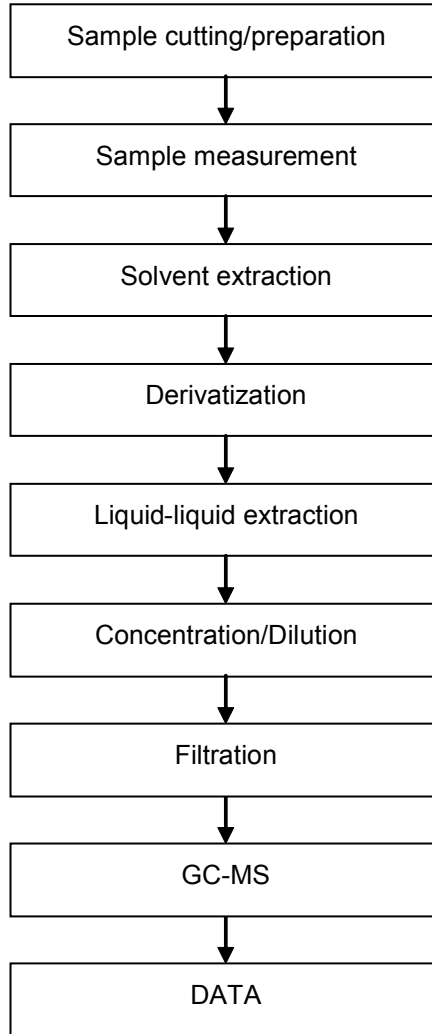 Sample cutting/preparation
Sample measurement
Solvent extraction
Derivatization
Liquid-liquid extraction
Concentration/Dilution
Filtration
GC-MS
DATA